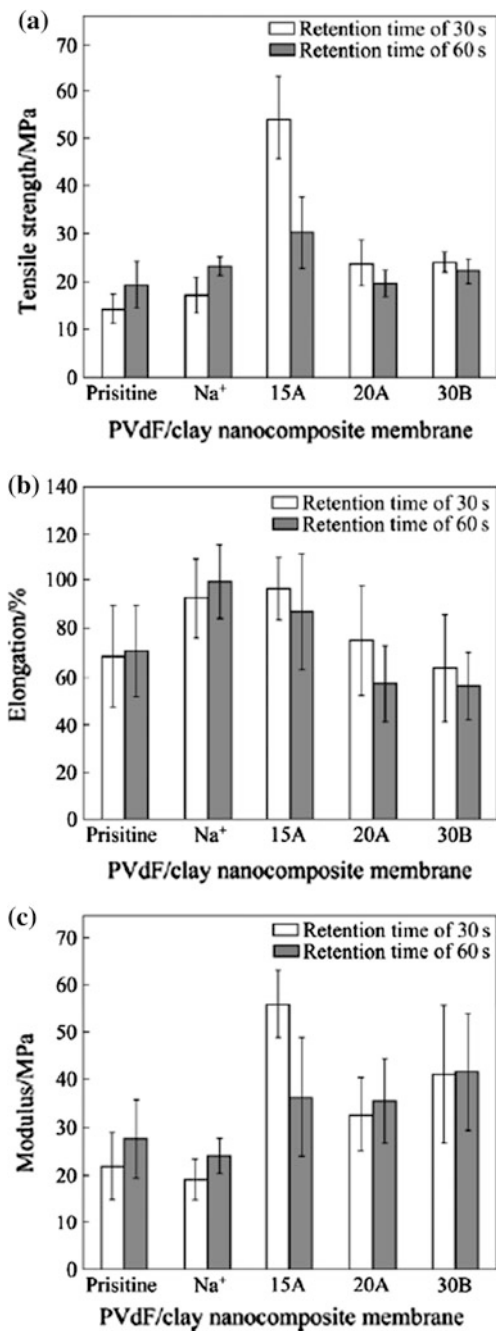 (a)
Retention time of 30 s
Retention time of 60 s
Tensile strength/MPa
70
60
50
40
30
20
10
0
Prisitine Na⁺ 15A 20A 30B
PVdF/clay nanocomposite membrane
(b)
Retention time of 30 s
Retention time of 60 s
Elongation/%
140
120
100
80
60
40
20
0
Prisitine Na⁺ 15A 20A 30B
PVdF/clay nanocomposite membrane
(c)
Retention time of 30 s
Retention time of 60 s
Modulus/MPa
70
60
50
40
30
20
10
0
Prisitine Na⁺ 15A 20A 30B
PVdF/clay nanocomposite membrane